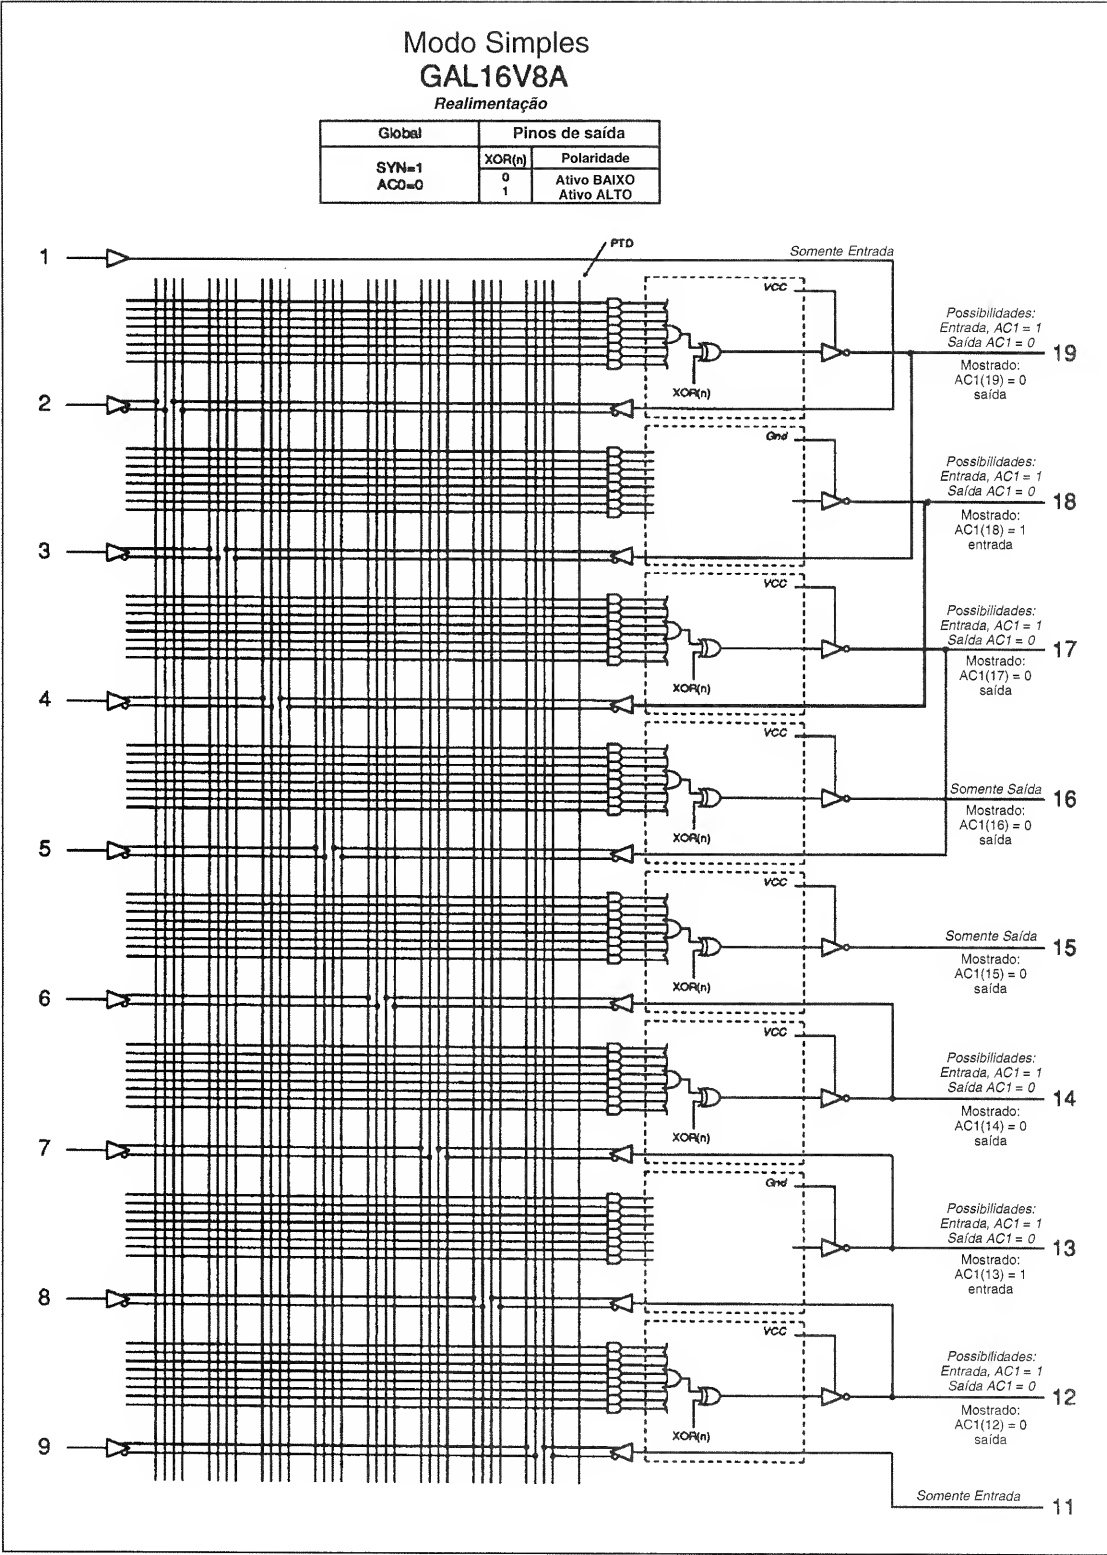 Modo Simples
GAL16V8A
Realimentação
Global
Pinos de saída
SYN=1
AC0=0
XOR(n)
Polaridade
0
Ativo BAIXO
1
Ativo ALTO
1
PTD
Somente Entrada
VCC
XOR(n)
Possibilidades:
Entrada, AC1 = 1
Saída AC1 = 0
19
Mostrado:
AC1(19) = 0
saída
2
Gnd
Possibilidades:
Entrada, AC1 = 1
Saída AC1 = 0
18
Mostrado:
AC1(18) = 1
entrada
3
VCC
XOR(n)
Possibilidades:
Entrada, AC1 = 1
Saída AC1 = 0
17
Mostrado:
AC1(17) = 0
saída
4
VCC
XOR(n)
Somente Saída
16
Mostrado:
AC1(16) = 0
saída
5
VCC
XOR(n)
Somente Saída
15
Mostrado:
AC1(15) = 0
saída
6
VCC
XOR(n)
Possibilidades:
Entrada, AC1 = 1
Saída AC1 = 0
14
Mostrado:
AC1(14) = 0
saída
7
Gnd
Possibilidades:
Entrada, AC1 = 1
Saída AC1 = 0
13
Mostrado:
AC1(13) = 1
entrada
8
VCC
XOR(n)
Possibilidades:
Entrada, AC1 = 1
Saída AC1 = 0
12
Mostrado:
AC1(12) = 0
saída
9
Somente Entrada
11